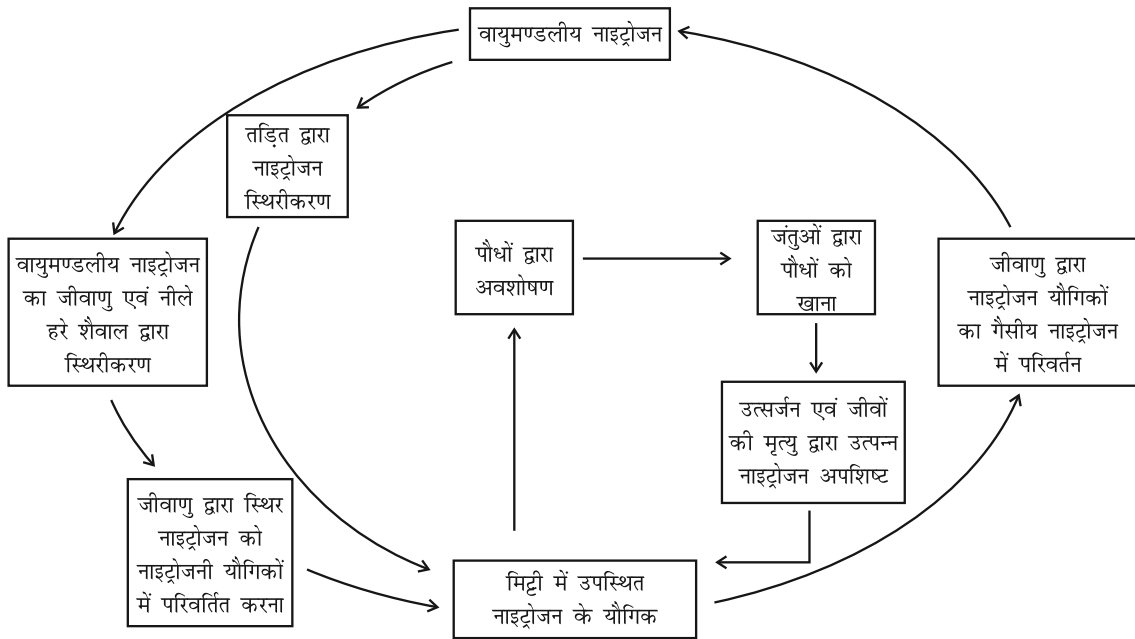 वायुमण्डलीय नाइट्रोजन
तड़ित द्वारा
नाइट्रोजन
स्थिरीकरण
वायुमण्डलीय नाइट्रोजन
का जीवाणु एवं नीले
हरे शैवाल द्वारा
स्थिरीकरण
पौधों द्वारा
अवशोषण
जंतुओं द्वारा
पौधों को
खाना
जीवाणु द्वारा
नाइट्रोजन यौगिकों
का गैसीय नाइट्रोजन
में परिवर्तन
उत्सर्जन एवं जीवों
की मृत्यु द्वारा उत्पन्न
नाइट्रोजन अपशिष्ट
जीवाणु द्वारा स्थिर
नाइट्रोजन को
नाइट्रोजनी यौगिकों
में परिवर्तित करना
मिट्टी में उपस्थित
नाइट्रोजन के यौगिक